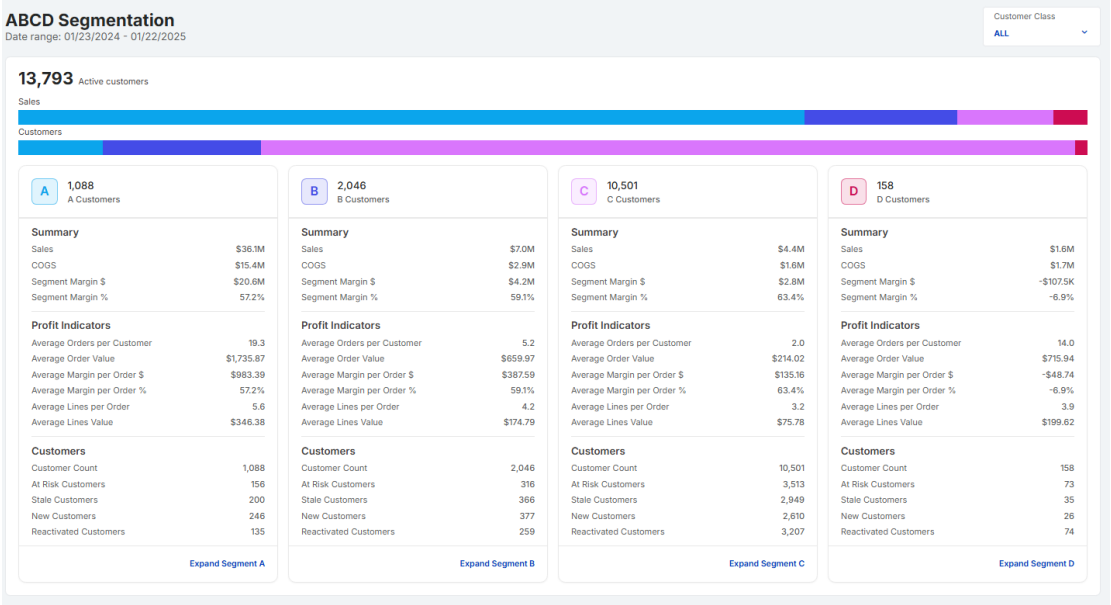 ABCD Segmentation
Date range: 01/23/2024 - 01/22/2025
Customer Class
ALL
13,793 Active customers
Sales
Customers
A
1,088
A Customers
Summary
Sales $36.1M
COGS $15.4M
Segment Margin $ $20.6M
Segment Margin % 57.2%
Profit Indicators
Average Orders per Customer 19.3
Average Order Value $1,735.87
Average Margin per Order $ $983.39
Average Margin per Order % 57.2%
Average Lines per Order 5.6
Average Lines Value $346.38
Customers
Customer Count 1,088
At Risk Customers 156
Stale Customers 200
New Customers 246
Reactivated Customers 135
Expand Segment A
B
2,046
B Customers
Summary
Sales $7.0M
COGS $2.9M
Segment Margin $ $4.2M
Segment Margin % 59.1%
Profit Indicators
Average Orders per Customer 5.2
Average Order Value $659.97
Average Margin per Order $ $387.59
Average Margin per Order % 59.1%
Average Lines per Order 4.2
Average Lines Value $174.79
Customers
Customer Count 2,046
At Risk Customers 316
Stale Customers 366
New Customers 377
Reactivated Customers 259
Expand Segment B
C
10,501
C Customers
Summary
Sales $4.4M
COGS $1.6M
Segment Margin $ $2.8M
Segment Margin % 63.4%
Profit Indicators
Average Orders per Customer 2.0
Average Order Value $214.02
Average Margin per Order $ $135.16
Average Margin per Order % 63.4%
Average Lines per Order 3.2
Average Lines Value $75.78
Customers
Customer Count 10,501
At Risk Customers 3,513
Stale Customers 2,949
New Customers 2,610
Reactivated Customers 3,207
Expand Segment C
D
158
D Customers
Summary
Sales $1.6M
COGS $1.7M
Segment Margin $ -$107.5K
Segment Margin % -6.9%
Profit Indicators
Average Orders per Customer 14.0
Average Order Value $715.94
Average Margin per Order $ -$48.74
Average Margin per Order % -6.9%
Average Lines per Order 3.9
Average Lines Value $199.62
Customers
Customer Count 158
At Risk Customers 73
Stale Customers 35
New Customers 26
Reactivated Customers 74
Expand Segment D